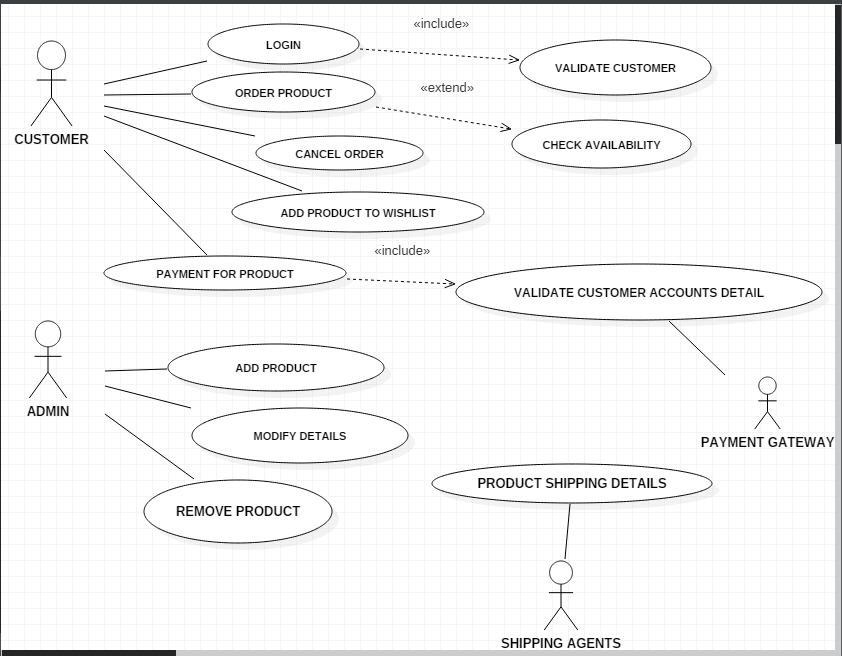 «include»
LOGIN
VALIDATE CUSTOMER
ORDER PRODUCT
«extend»
CUSTOMER
CANCEL ORDER
CHECK AVAILABILITY
ADD PRODUCT TO WISHLIST
«include»
PAYMENT FOR PRODUCT
VALIDATE CUSTOMER ACCOUNTS DETAIL
ADD PRODUCT
ADMIN
MODIFY DETAILS
PAYMENT GATEWAY
PRODUCT SHIPPING DETAILS
REMOVE PRODUCT
SHIPPING AGENTS